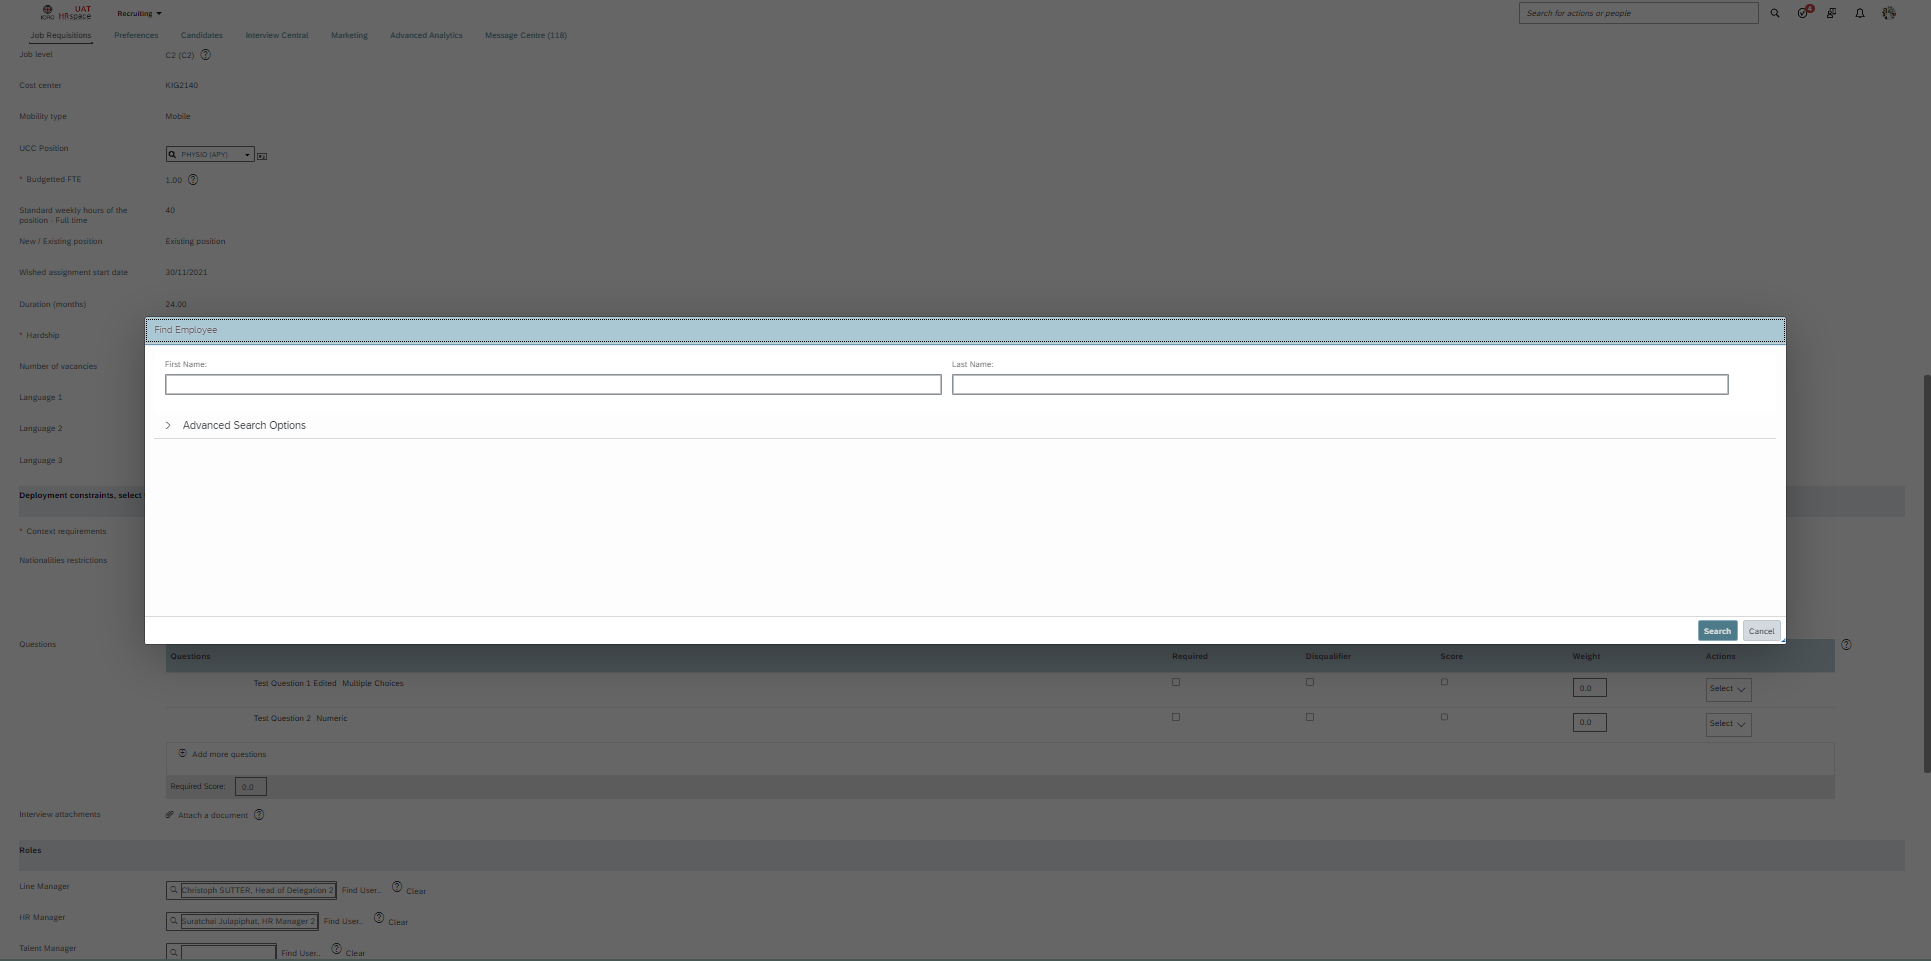 UAT
ICRC HRspace
Recruiting
Search for actions or people
4
Job Requisitions Preferences Candidates Interview Central Marketing Advanced Analytics Message Centre (118)
Job level C2 (C2)
Cost center KIG2140
Mobility type Mobile
UCC Position PHYSIO (APY)
* Budgetted FTE 1.00
Standard weekly hours of the 40
position - Full time
New / Existing position Existing position
Wished assignment start date 30/11/2021
Duration (months) 24.00
Find Employee
* Hardship
First Name: Last Name:
Number of vacancies
Language 1
Advanced Search Options
Language 2
Language 3
Deployment constraints, select
* Context requirements
Nationalities restrictions
Search Cancel
Questions
Questions Required Disqualifier Score Weight Actions
Test Question 1 Edited Multiple Choices 0.0 Select
Test Question 2 Numeric 0.0 Select
Add more questions
Required Score: 0.0
Interview attachments Attach a document
Roles
Line Manager Christoph SUTTER, Head of Delegation 2 Find User... Clear
HR Manager Suratchai Julapiphat, HR Manager 2 Find User... Clear
Talent Manager Find User... Clear